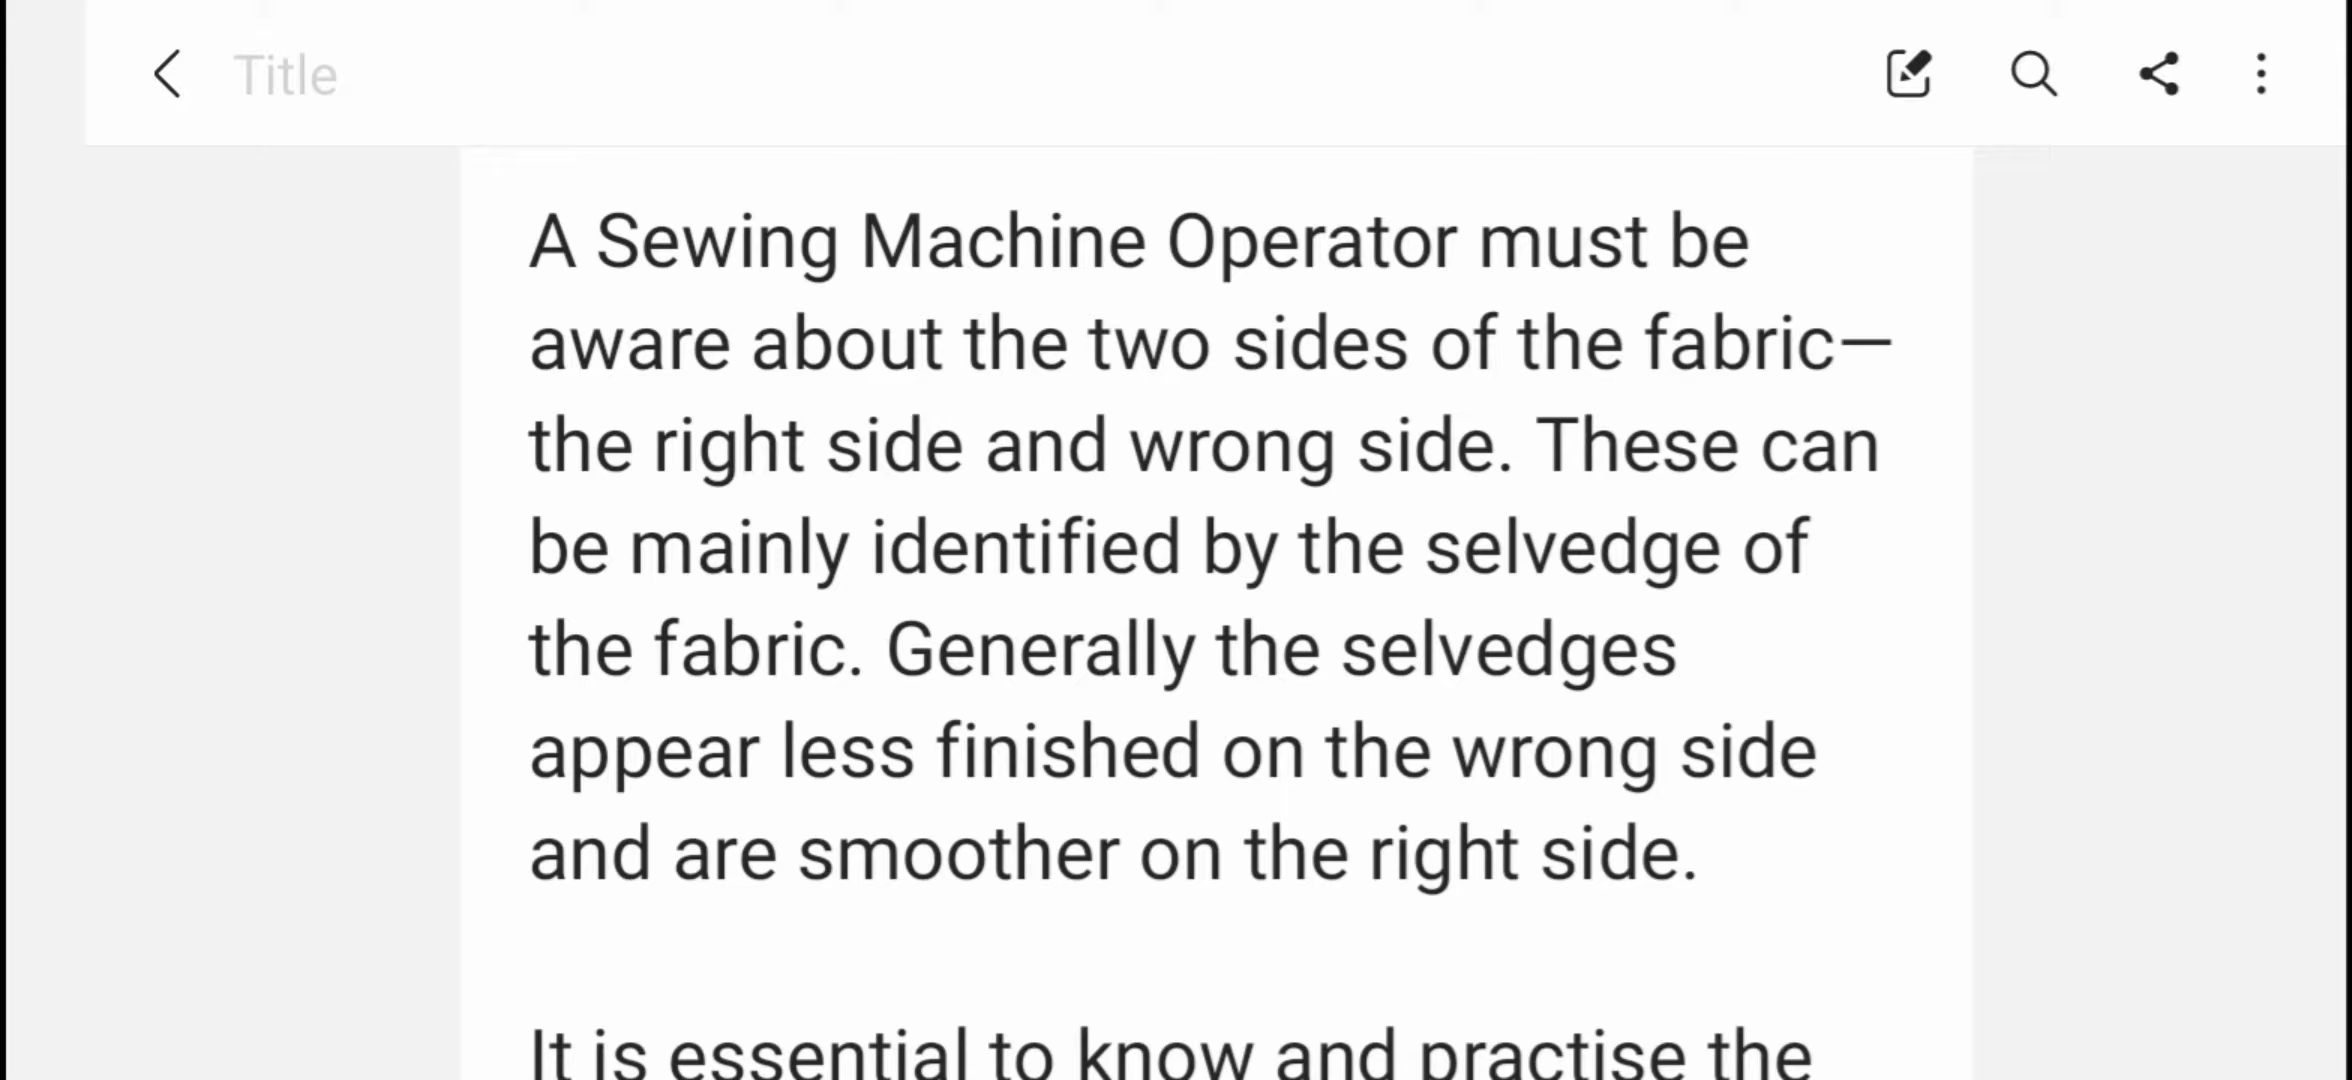 Title
A Sewing Machine Operator must be
aware about the two sides of the fabric—
the right side and wrong side. These can
be mainly identified by the selvedge of
the fabric. Generally the selvedges
appear less finished on the wrong side
and are smoother on the right side.
It is essential to know and practise the